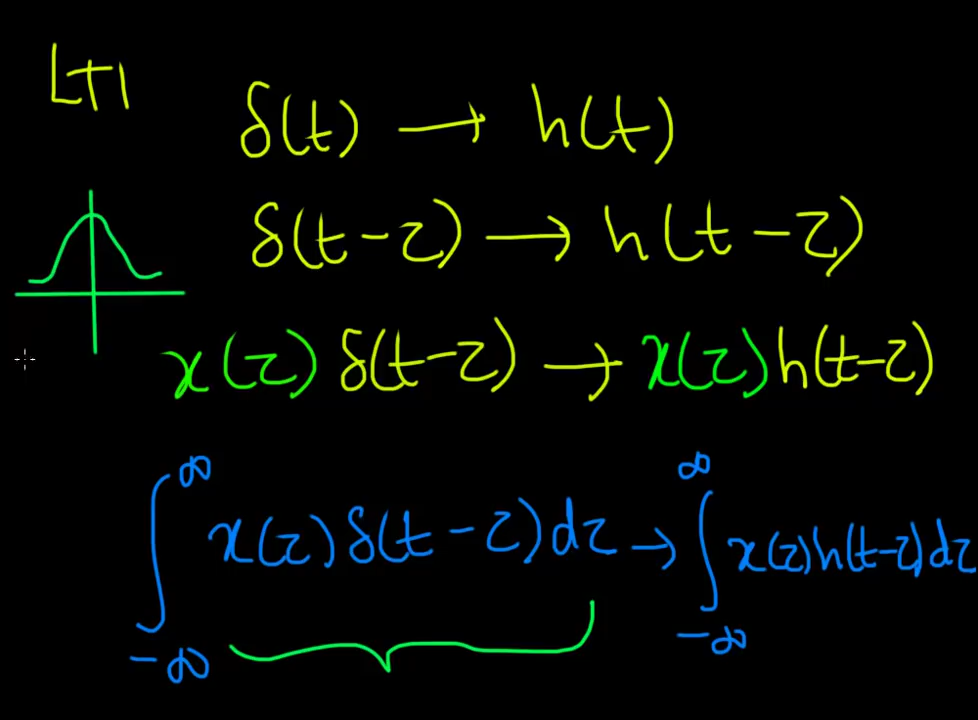 LTI
δ(t) → h(t)
δ(t-τ) → h(t-τ)
x(τ) δ(t-τ) → x(τ) h(t-τ)
∫_{-∞}^{∞} x(τ) δ(t-τ) dτ → ∫_{-∞}^{∞} x(τ) h(t-τ) dτ